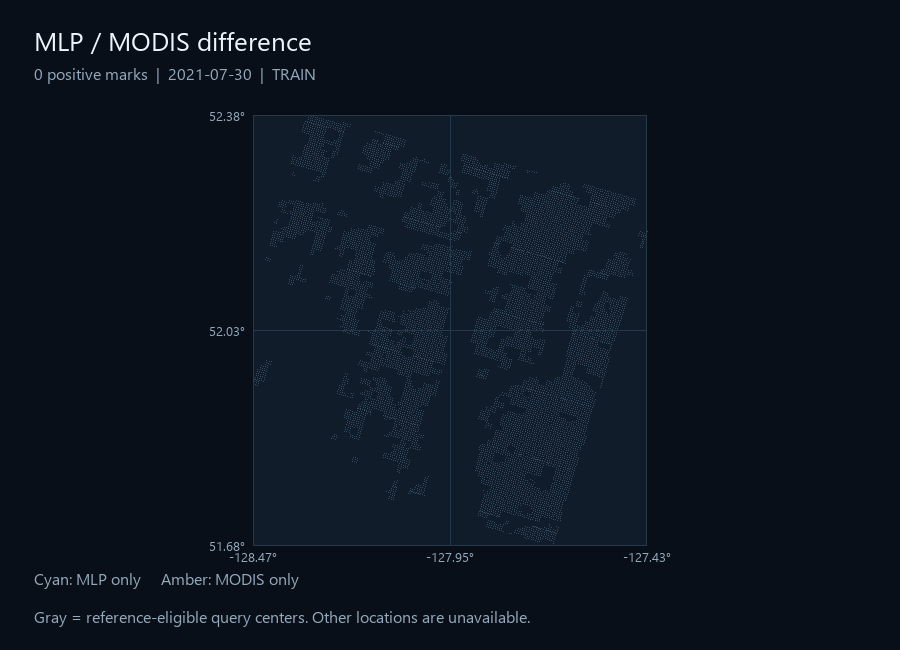 MLP / MODIS difference
0 positive marks | 2021-07-30 | TRAIN
52.38°
52.03°
51.68°
-128.47° -127.95° -127.43°
Cyan: MLP only Amber: MODIS only
Gray = reference-eligible query centers. Other locations are unavailable.